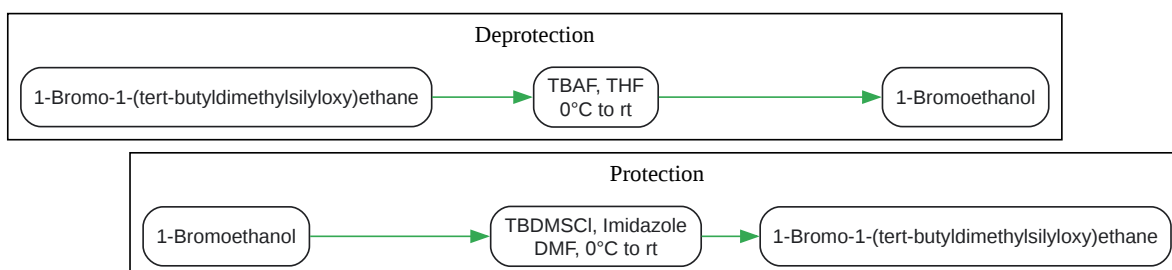 Deprotection
1-Bromo-1-(tert-butyldimethylsilyloxy)ethane
TBAF, THF
0°C to rt
1-Bromoethanol
Protection
1-Bromoethanol
TBDMSCl, Imidazole
DMF, 0°C to rt
1-Bromo-1-(tert-butyldimethylsilyloxy)ethane